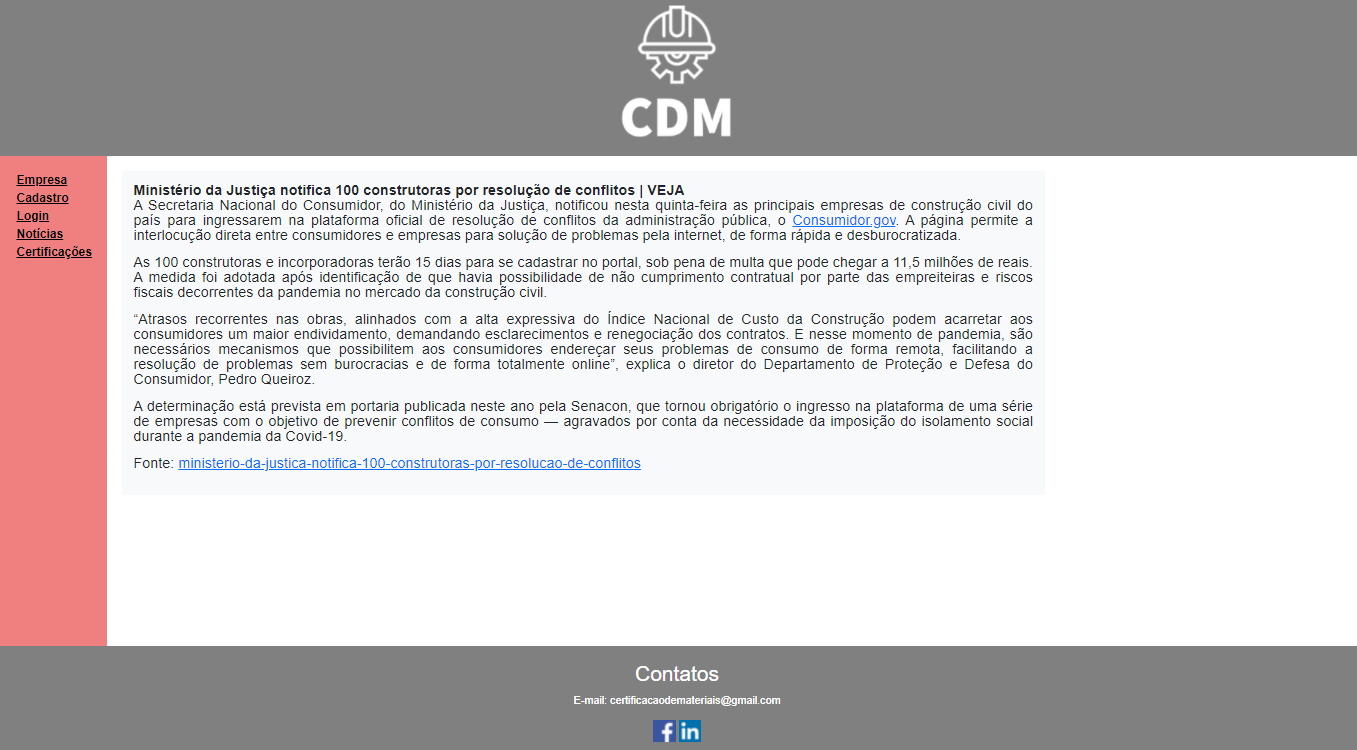 CDM
Empresa
Cadastro
Login
Notícias
Certificações
Ministério da Justiça notifica 100 construtoras por resolução de conflitos | VEJA
A Secretaria Nacional do Consumidor, do Ministério da Justiça, notificou nesta quinta-feira as principais empresas de construção civil do
país para ingressarem na plataforma oficial de resolução de conflitos da administração pública, o Consumidor.gov. A página permite a
interlocução direta entre consumidores e empresas para solução de problemas pela internet, de forma rápida e desburocratizada.
As 100 construtoras e incorporadoras terão 15 dias para se cadastrar no portal, sob pena de multa que pode chegar a 11,5 milhões de reais.
A medida foi adotada após identificação de que havia possibilidade de não cumprimento contratual por parte das empreiteiras e riscos
fiscais decorrentes da pandemia no mercado da construção civil.
“Atrasos recorrentes nas obras, alinhados com a alta expressiva do Índice Nacional de Custo da Construção podem acarretar aos
consumidores um maior endividamento, demandando esclarecimentos e renegociação dos contratos. E nesse momento de pandemia, são
necessários mecanismos que possibilitem aos consumidores endereçar seus problemas de consumo de forma remota, facilitando a
resolução de problemas sem burocracias e de forma totalmente online”, explica o diretor do Departamento de Proteção e Defesa do
Consumidor, Pedro Queiroz.
A determinação está prevista em portaria publicada neste ano pela Senacon, que tornou obrigatório o ingresso na plataforma de uma série
de empresas com o objetivo de prevenir conflitos de consumo — agravados por conta da necessidade da imposição do isolamento social
durante a pandemia da Covid-19.
Fonte: ministerio-da-justica-notifica-100-construtoras-por-resolucao-de-conflitos
Contatos
E-mail: certificacaodemateriais@gmail.com
f in